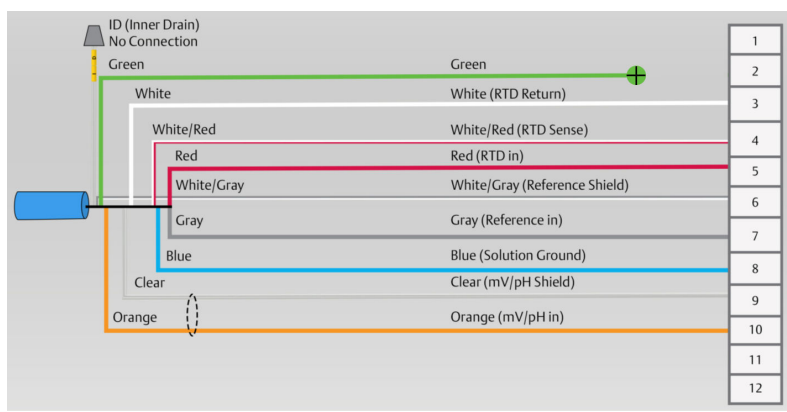 ID (Inner Drain)
No Connection
Green Green
White White (RTD Return)
White/Red White/Red (RTD Sense)
Red Red (RTD in)
White/Gray White/Gray (Reference Shield)
Gray Gray (Reference in)
Blue Blue (Solution Ground)
Clear Clear (mV/pH Shield)
Orange Orange (mV/pH in)
1
2
3
4
5
6
7
8
9
10
11
12